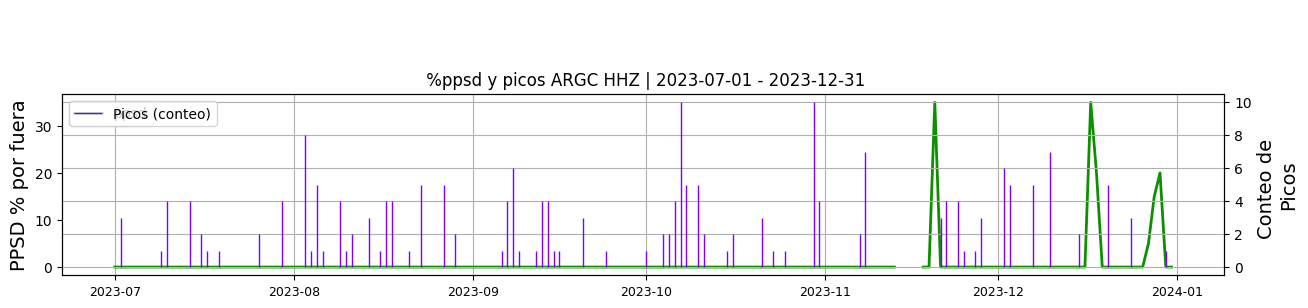 %ppsd y picos ARGC HHZ | 2023-07-01 - 2023-12-31
PPSD % por fuera
30
20
10
0
Picos (conteo)
10
8
6
4
2
0
Conteo de
Picos
2023-07 2023-08 2023-09 2023-10 2023-11 2023-12 2024-01